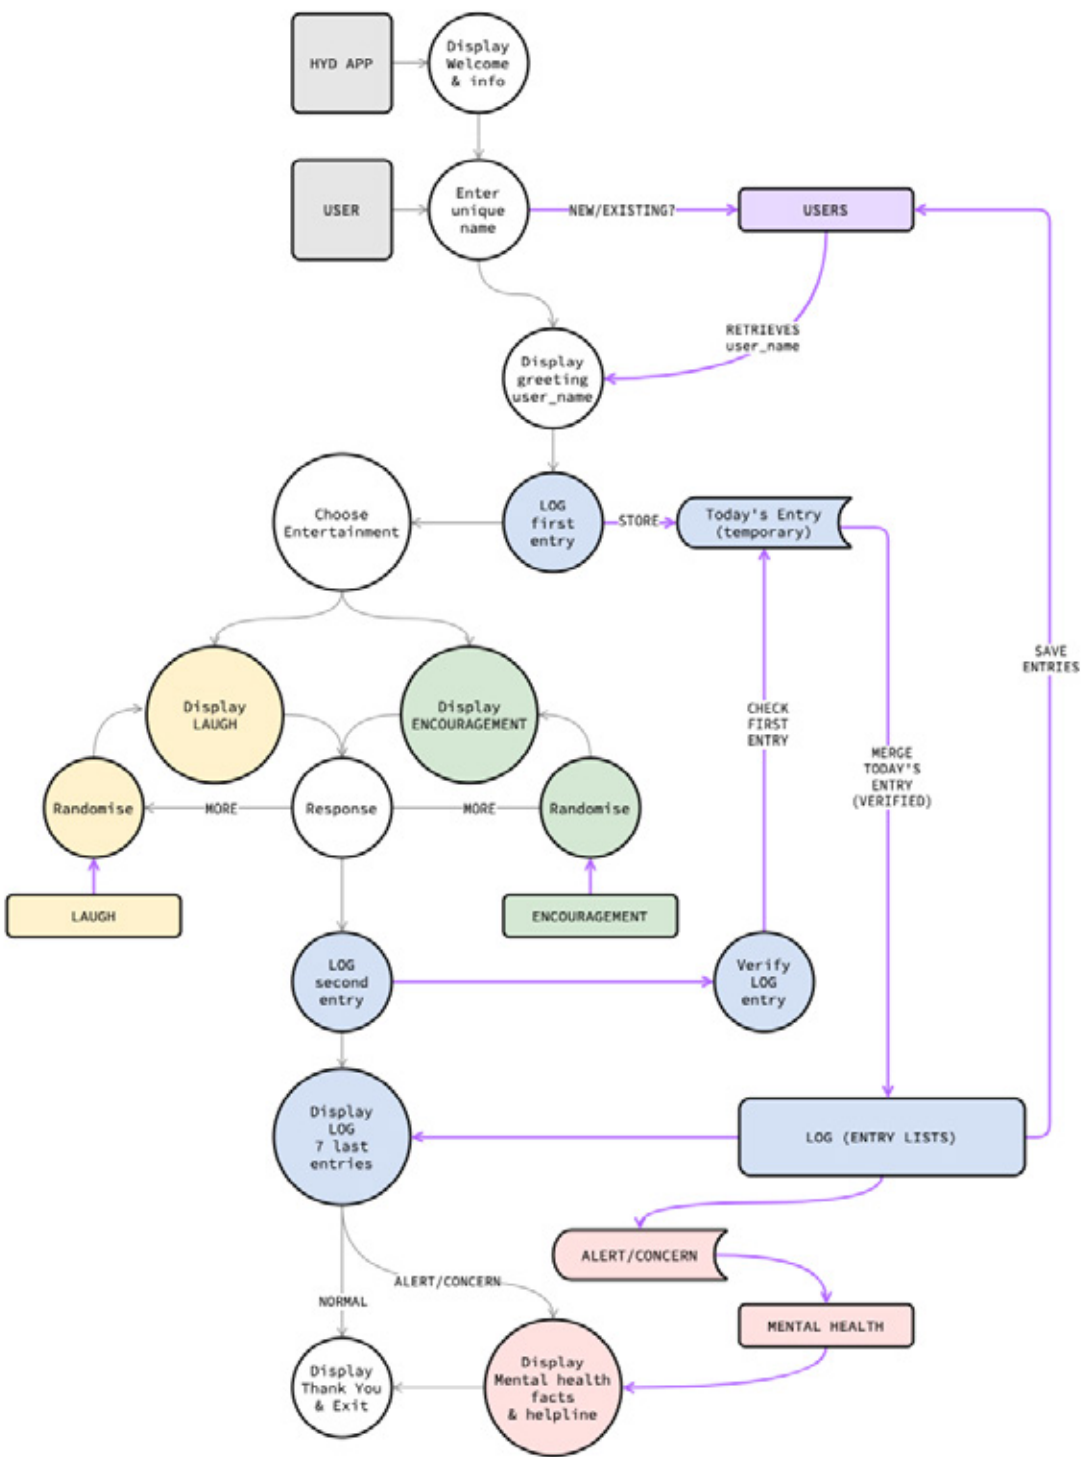 HYD APP
Display
Welcome
& info
USER
Enter
unique
name
NEW/EXISTING?
USERS
RETRIEVES
user_name
Display
greeting
user_name
Choose
Entertainment
LOG
first
entry
STORE
Today's Entry
(temporary)
SAVE
ENTRIES
Display
LAUGH
Display
ENCOURAGEMENT
CHECK
FIRST
ENTRY
MERGE
TODAY'S
ENTRY
(VERIFIED)
Randomise
MORE
Response
MORE
Randomise
LAUGH
ENCOURAGEMENT
LOG
second
entry
Verify
LOG
entry
Display
LOG
7 last
entries
LOG (ENTRY LISTS)
ALERT/CONCERN
ALERT/CONCERN
NORMAL
MENTAL HEALTH
Display
Thank You
& Exit
Display
Mental health
facts
& helpline